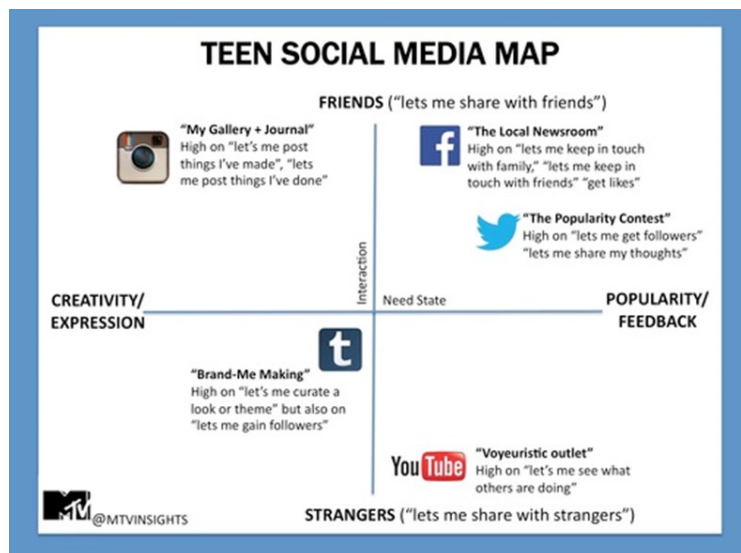 TEEN SOCIAL MEDIA MAP
FRIENDS (“lets me share with friends”)
“My Gallery + Journal”
High on “let’s me post
things I’ve made”, “lets
me post things I’ve done”
f
“The Local Newsroom”
High on “lets me keep in touch
with family,” “lets me keep in
touch with friends” “get likes”
“The Popularity Contest”
High on “lets me get followers”
“lets me share my thoughts”
Interaction
Need State
CREATIVITY/
EXPRESSION
POPULARITY/
FEEDBACK
t
“Brand-Me Making”
High on “let’s me curate a
look or theme” but also on
“lets me gain followers”
YouTube
“Voyeuristic outlet”
High on “let’s me see what
others are doing”
MTV @MTVINSIGHTS
STRANGERS (“lets me share with strangers”)